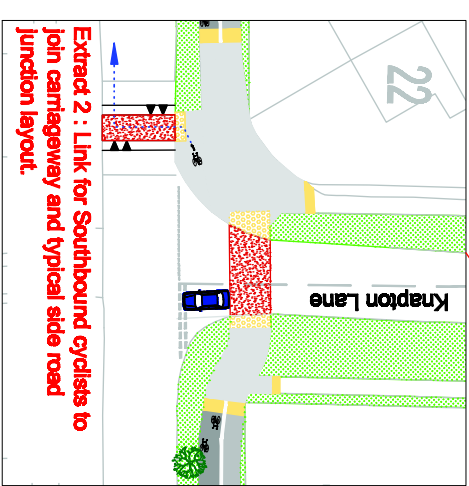 22
Knapton Lane
Extract 2 : Link for Southbound cyclists to
join carriageway and typical side road
junction layout.